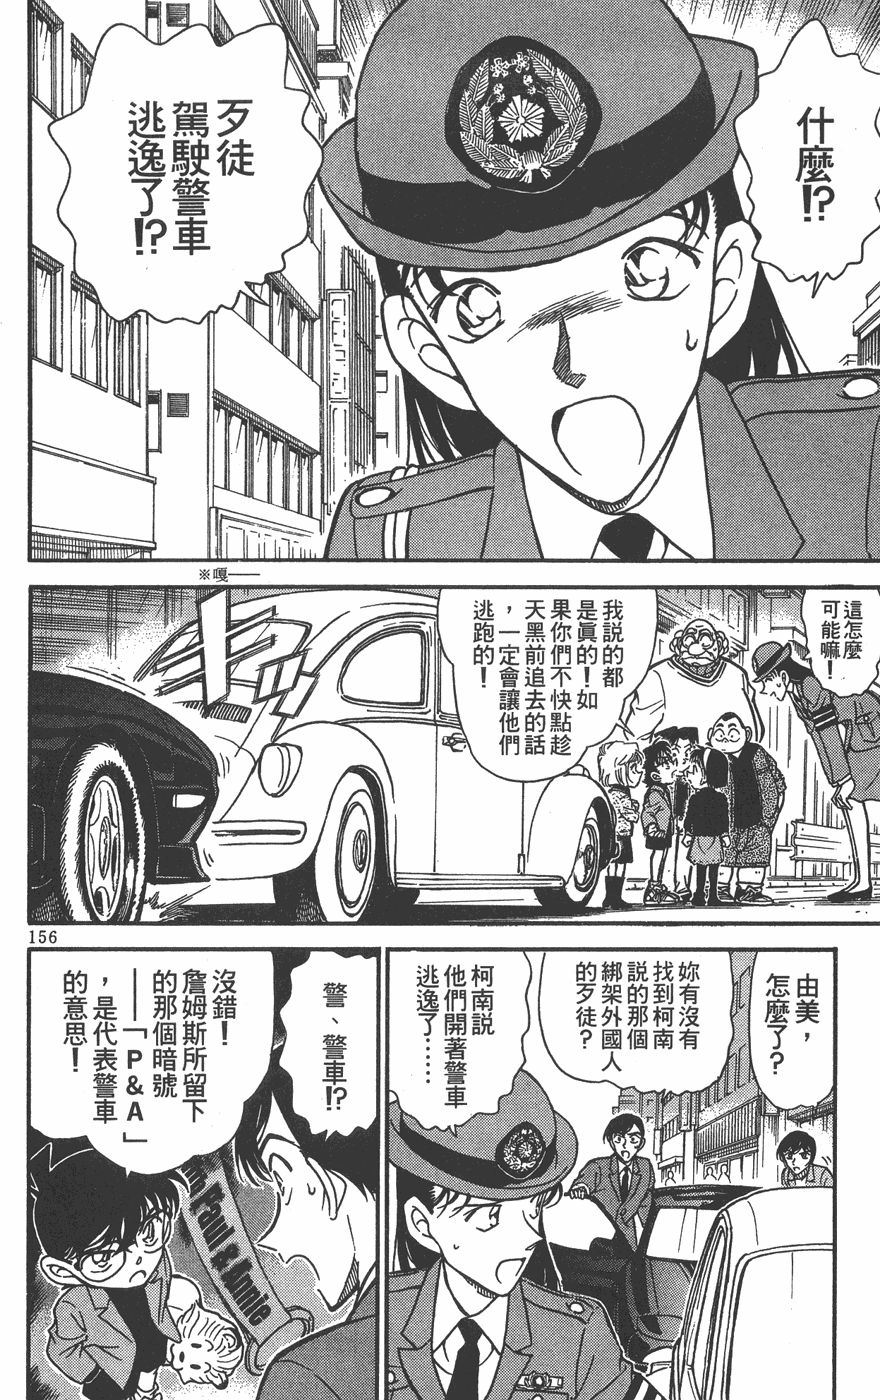 什麼!?
歹徒
駕駛警車
逃逸了!?
※嘎──
這怎麼
可能嘛!
我說的都
是真的!如
果你們不快點趁
天黑前追去的話
,一定會讓他們
逃跑的!
156
由美,
怎麼了?
妳有沒有
找到柯南
說的那個
綁架外國人
的歹徒?
柯南說
他們開著警車
逃逸了……
警、警車!?
沒錯!
詹姆斯所留下
的那個暗號
──「P&A」
,是代表警車
的意思!
m Paul & Annie